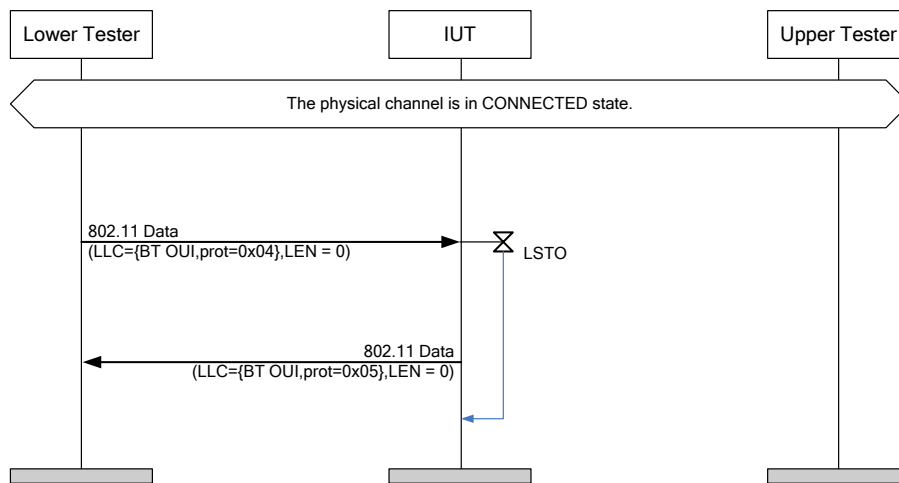 Lower Tester
IUT
Upper Tester
The physical channel is in CONNECTED state.
802.11 Data
(LLC={BT OUI,prot=0x04},LEN = 0)
LSTO
802.11 Data
(LLC={BT OUI,prot=0x05},LEN = 0)